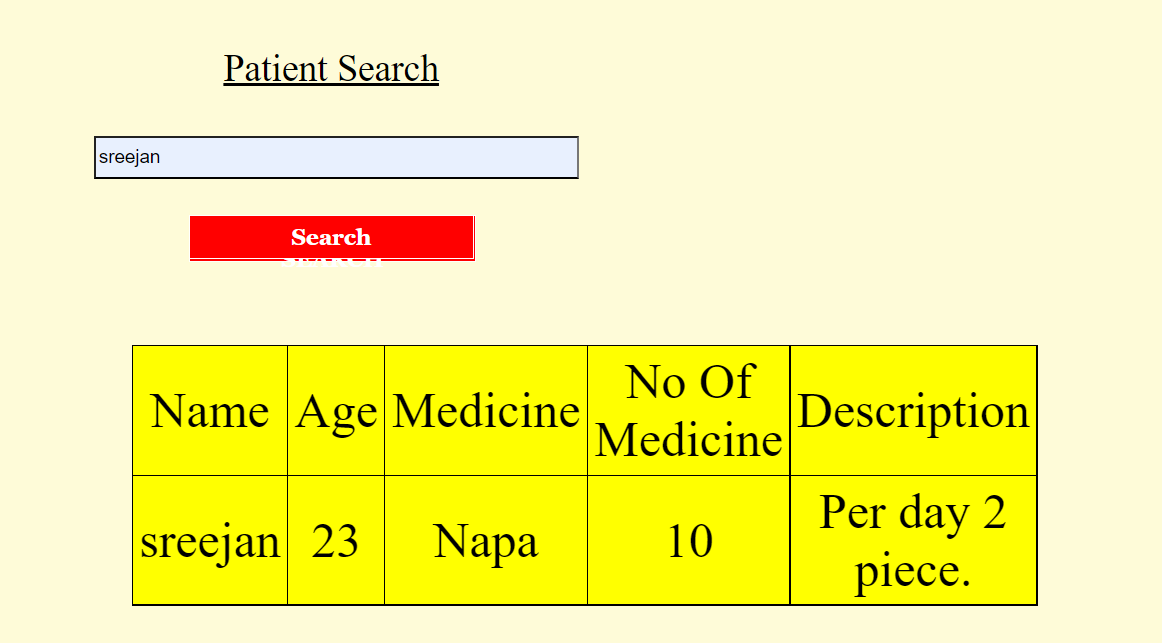 Patient Search
sreejan
Search
Name Age Medicine No Of Medicine Description
sreejan 23 Napa 10 Per day 2 piece.